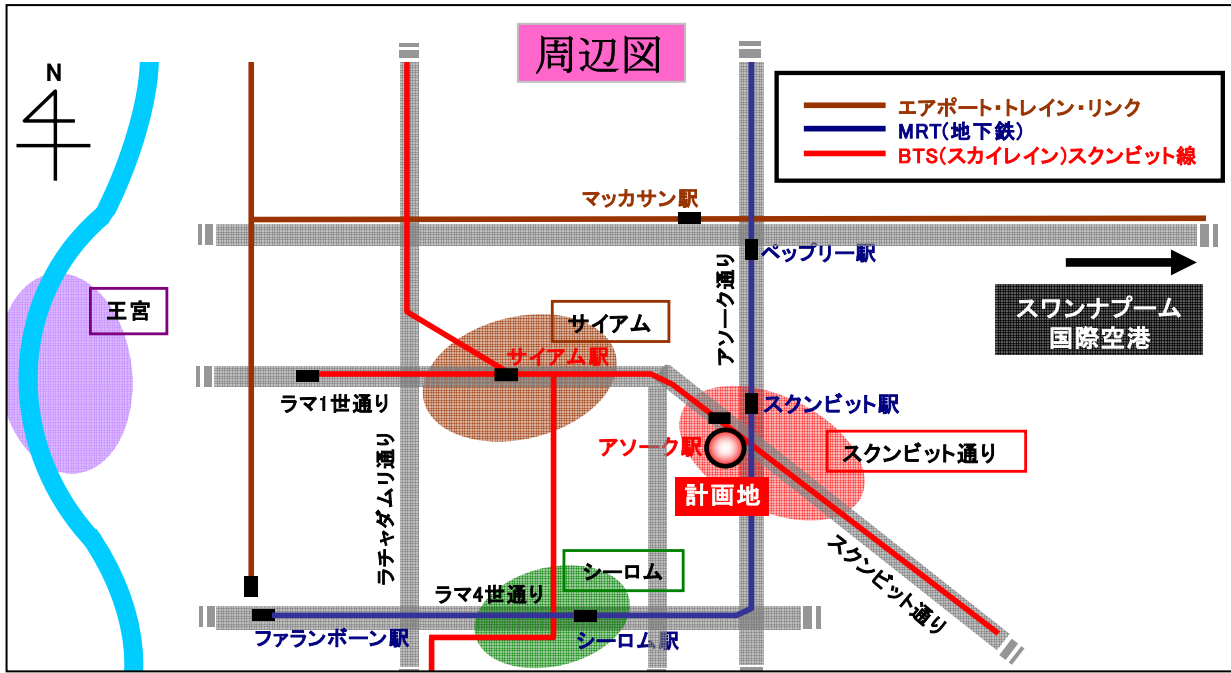 周辺図
N
エアポート・トレイン・リンク
MRT(地下鉄)
BTS(スカイレイン)スクンビット線
マッカサン駅
ペップリー駅
アソーク通り
スワンナプーム
国際空港
王宮
サイアム
サイアム駅
ラマ1世通り
スクンビット駅
アソーク駅
スクンビット通り
計画地
ラチャダムリ通り
スクンビット通り
シーロム
ラマ4世通り
ファランボーン駅
シーロム駅